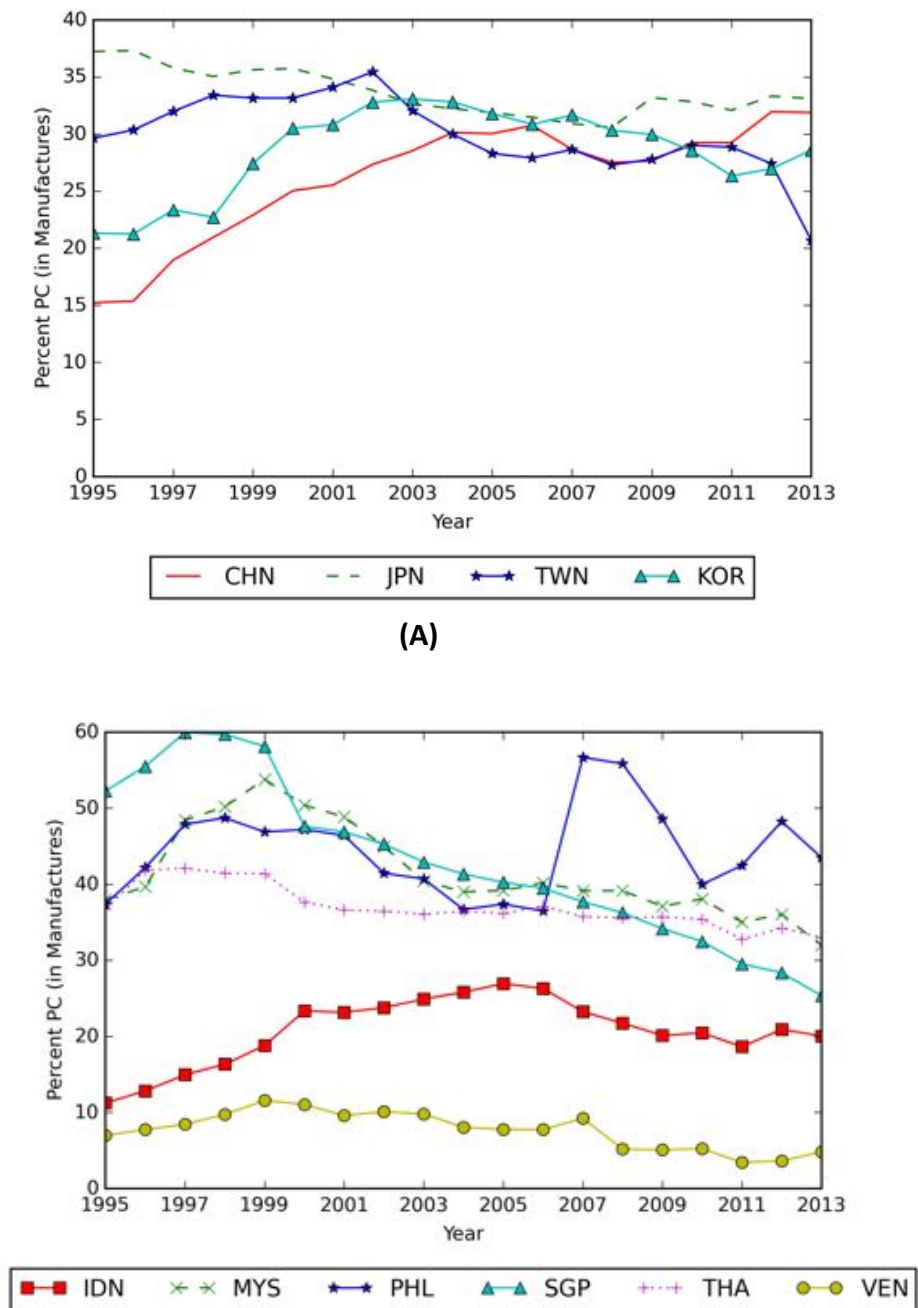 40
35
30
25
20
15
10
5
0
Percent PC (in Manufactures)
1995 1997 1999 2001 2003 2005 2007 2009 2011 2013
Year
CHN JPN TWN KOR
(A)
60
50
40
30
20
10
0
Percent PC (in Manufactures)
1995 1997 1999 2001 2003 2005 2007 2009 2011 2013
Year
IDN MYS PHL SGP THA VEN